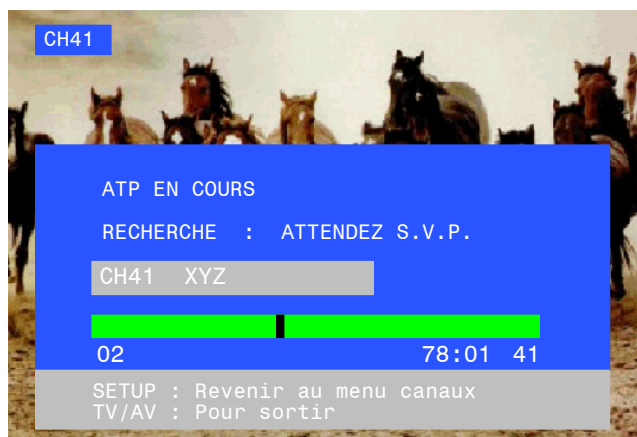 CH41
ATP EN COURS
RECHERCHE : ATTENDEZ S.V.P.
CH41 XYZ
02 78:01 41
SETUP : Revenir au menu canaux
TV/AV : Pour sortir